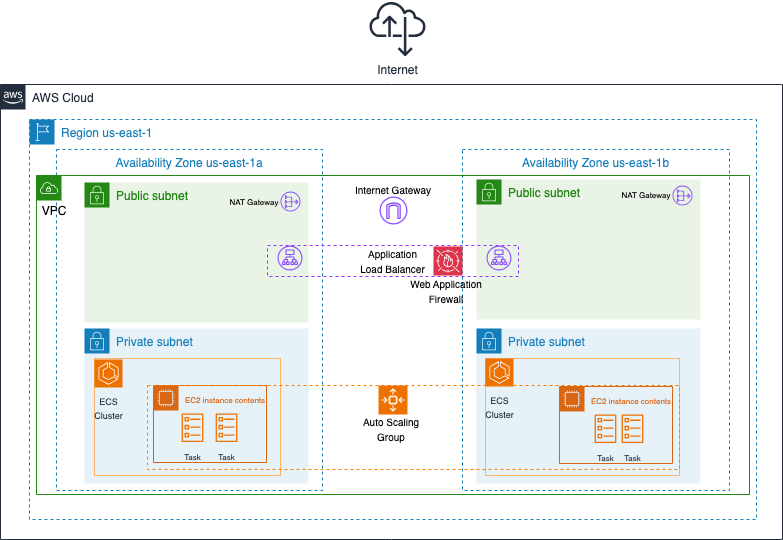 Internet
aws
AWS Cloud
Region us-east-1
Availability Zone us-east-1a
Availability Zone us-east-1b
VPC
Public subnet
NAT Gateway
Internet Gateway
Public subnet
NAT Gateway
Application
Load Balancer
Web Application
Firewall
Private subnet
Private subnet
ECS
Cluster
EC2 instance contents
Task
Task
Auto Scaling
Group
ECS
Cluster
EC2 instance contents
Task
Task